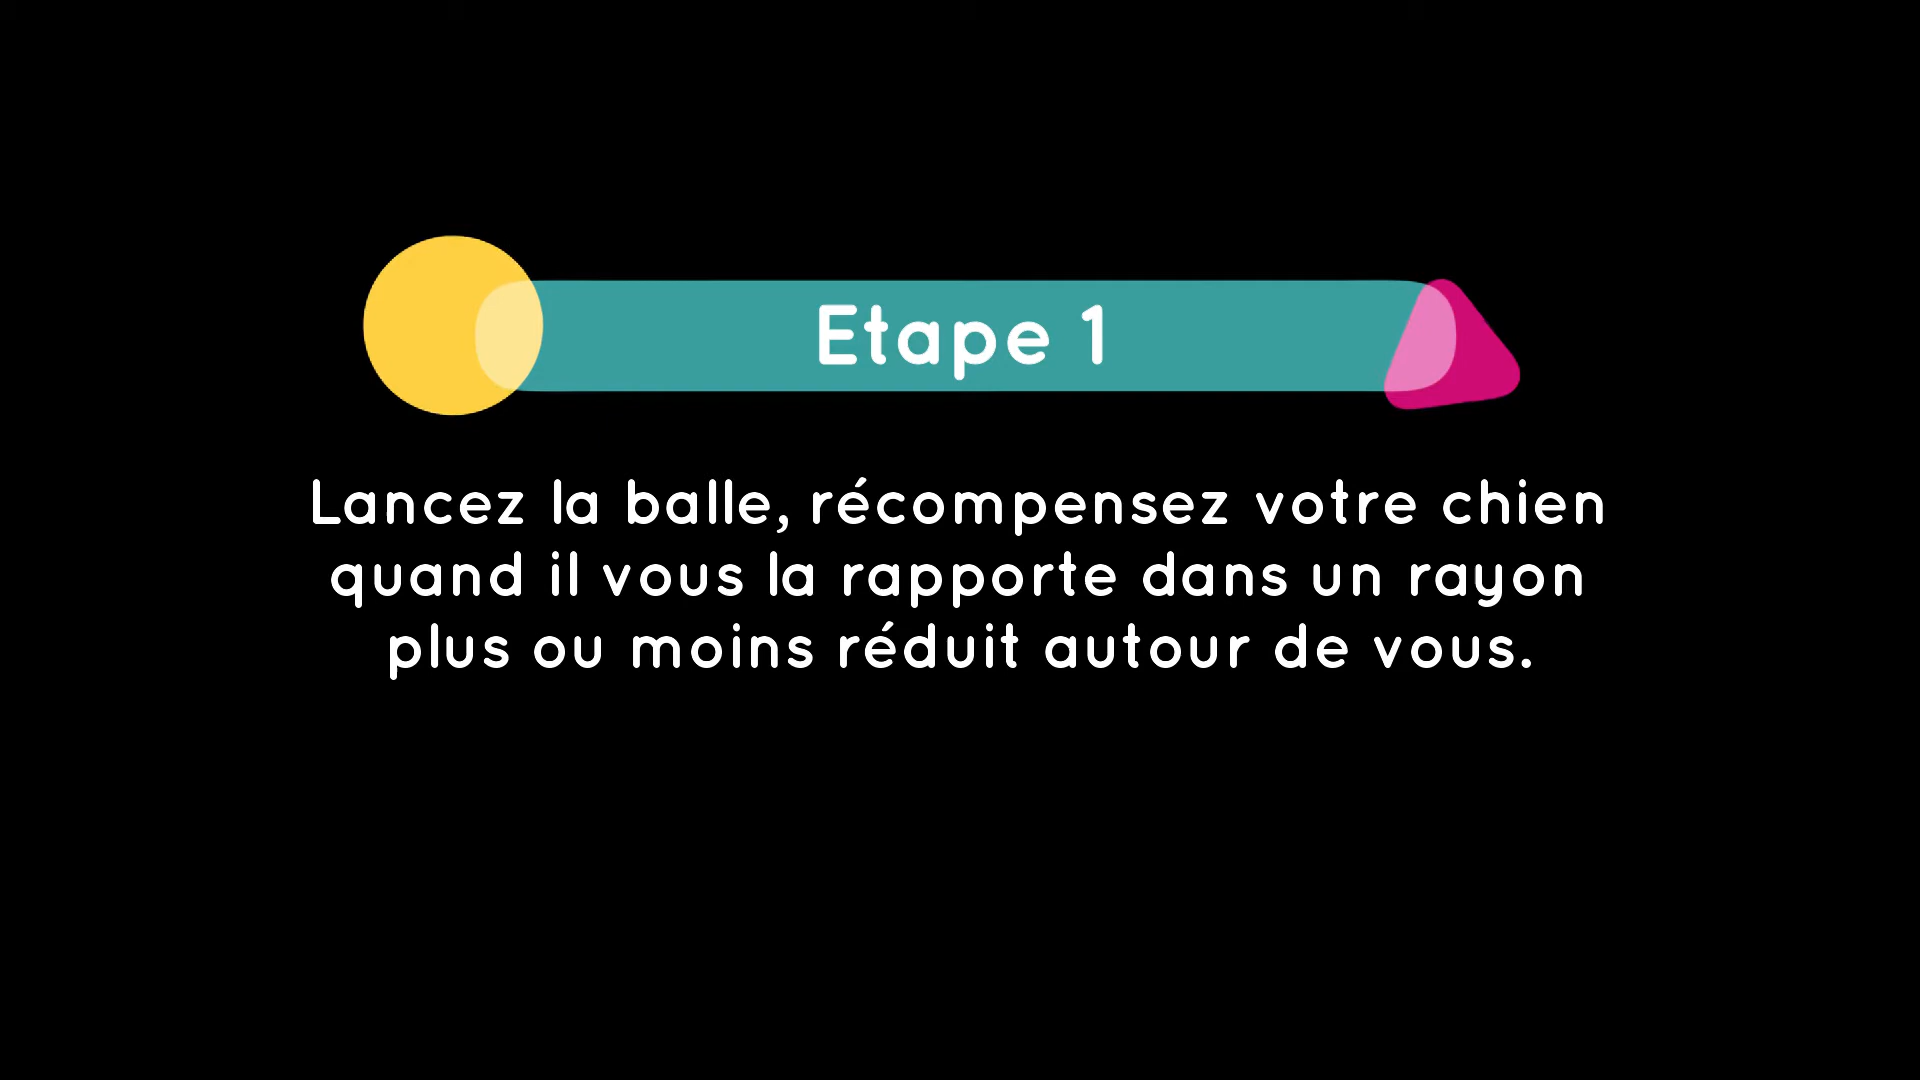 Etape 1
Lancez la balle, récompensez votre chien
quand il vous la rapporte dans un rayon
plus ou moins réduit autour de vous.